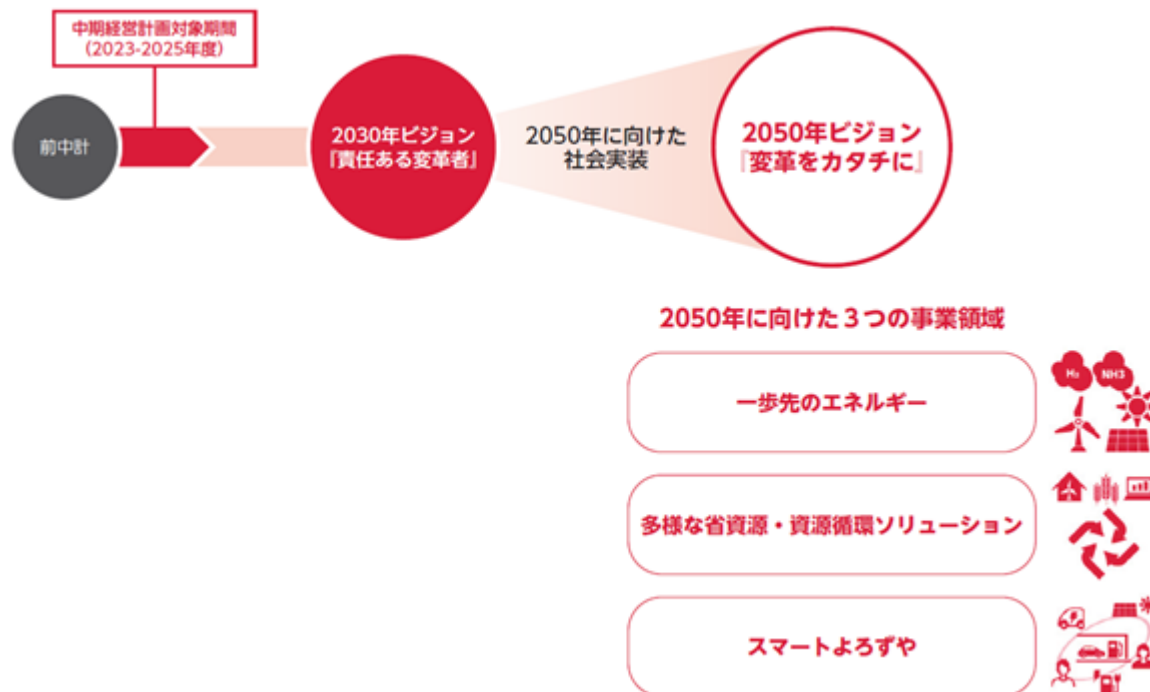 中期経営計画対象期間
(2023-2025年度)
前中計
2030年ビジョン
『責任ある変革者』
2050年に向けた
社会実装
2050年ビジョン
『変革をカタチに』
2050年に向けた３つの事業領域
一歩先のエネルギー
H₂
NH3
多様な省資源・資源循環ソリューション
スマートよろずや